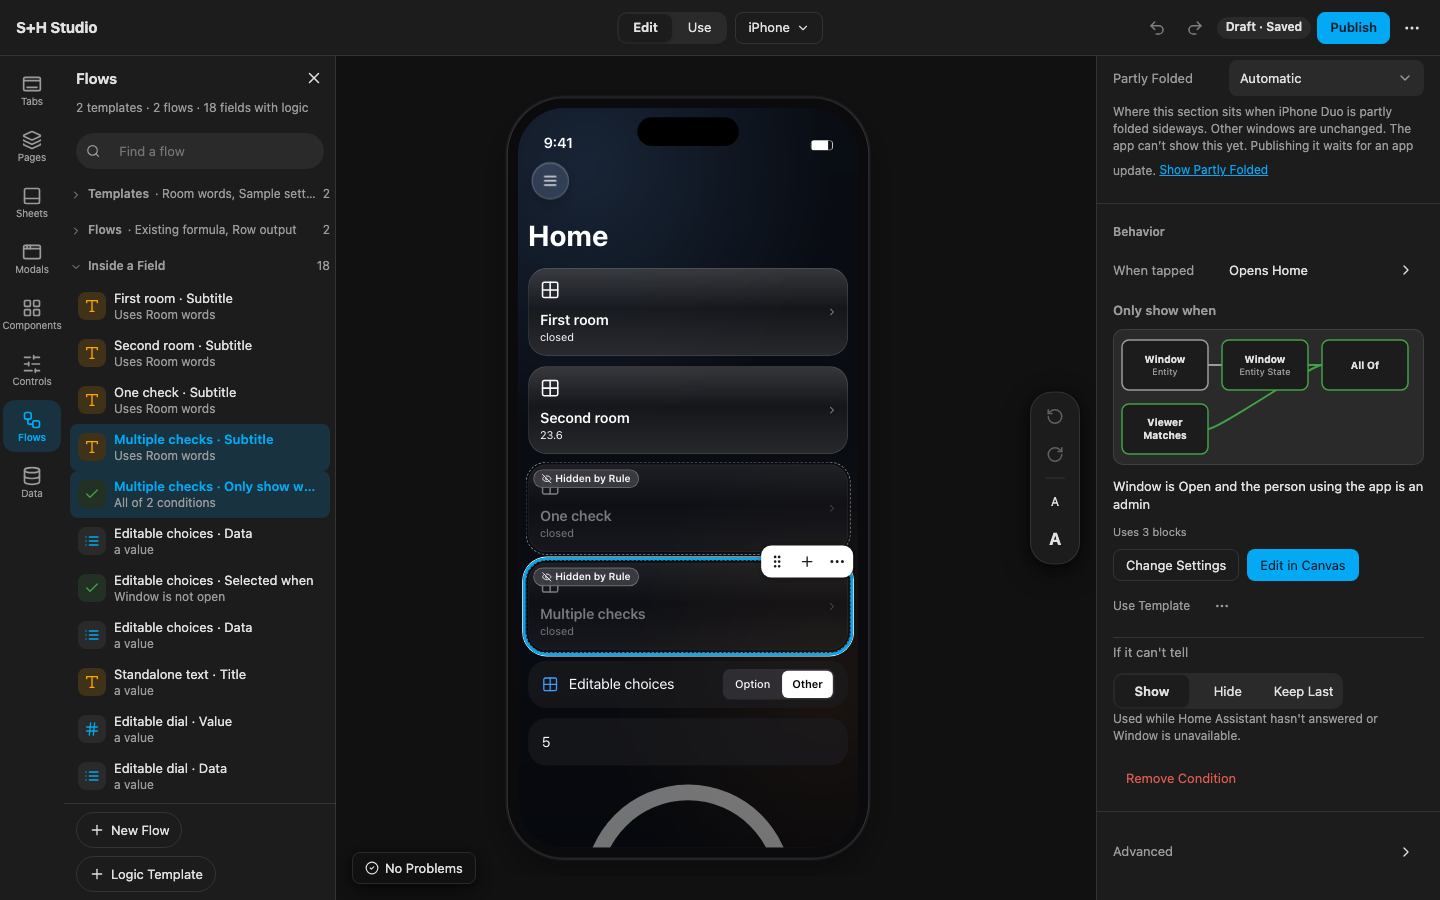 S+H Studio
Edit
Use
iPhone
Draft · Saved
Publish
Tabs
Pages
Sheets
Modals
Components
Controls
Flows
Data
Flows
2 templates · 2 flows · 18 fields with logic
Find a flow
Templates · Room words, Sample sett... 2
Flows · Existing formula, Row output 2
Inside a Field 18
First room · Subtitle
Uses Room words
Second room · Subtitle
Uses Room words
One check · Subtitle
Uses Room words
Multiple checks · Subtitle
Uses Room words
Multiple checks · Only show w...
All of 2 conditions
Editable choices · Data
a value
Editable choices · Selected when
Window is not open
Editable choices · Data
a value
Standalone text · Title
a value
Editable dial · Value
a value
Editable dial · Data
a value
New Flow
Logic Template
9:41
Home
First room
closed
Second room
23.6
Hidden by Rule
One check
closed
Hidden by Rule
Multiple checks
closed
Editable choices
Option
Other
5
No Problems
A
A
Partly Folded
Automatic
Where this section sits when iPhone Duo is partly
folded sideways. Other windows are unchanged. The
app can't show this yet. Publishing it waits for an app
update. Show Partly Folded
Behavior
When tapped
Opens Home
Only show when
Window
Entity
Window
Entity State
All Of
Viewer
Matches
Window is Open and the person using the app is an
admin
Uses 3 blocks
Change Settings
Edit in Canvas
Use Template
If it can't tell
Show
Hide
Keep Last
Used while Home Assistant hasn't answered or
Window is unavailable.
Remove Condition
Advanced